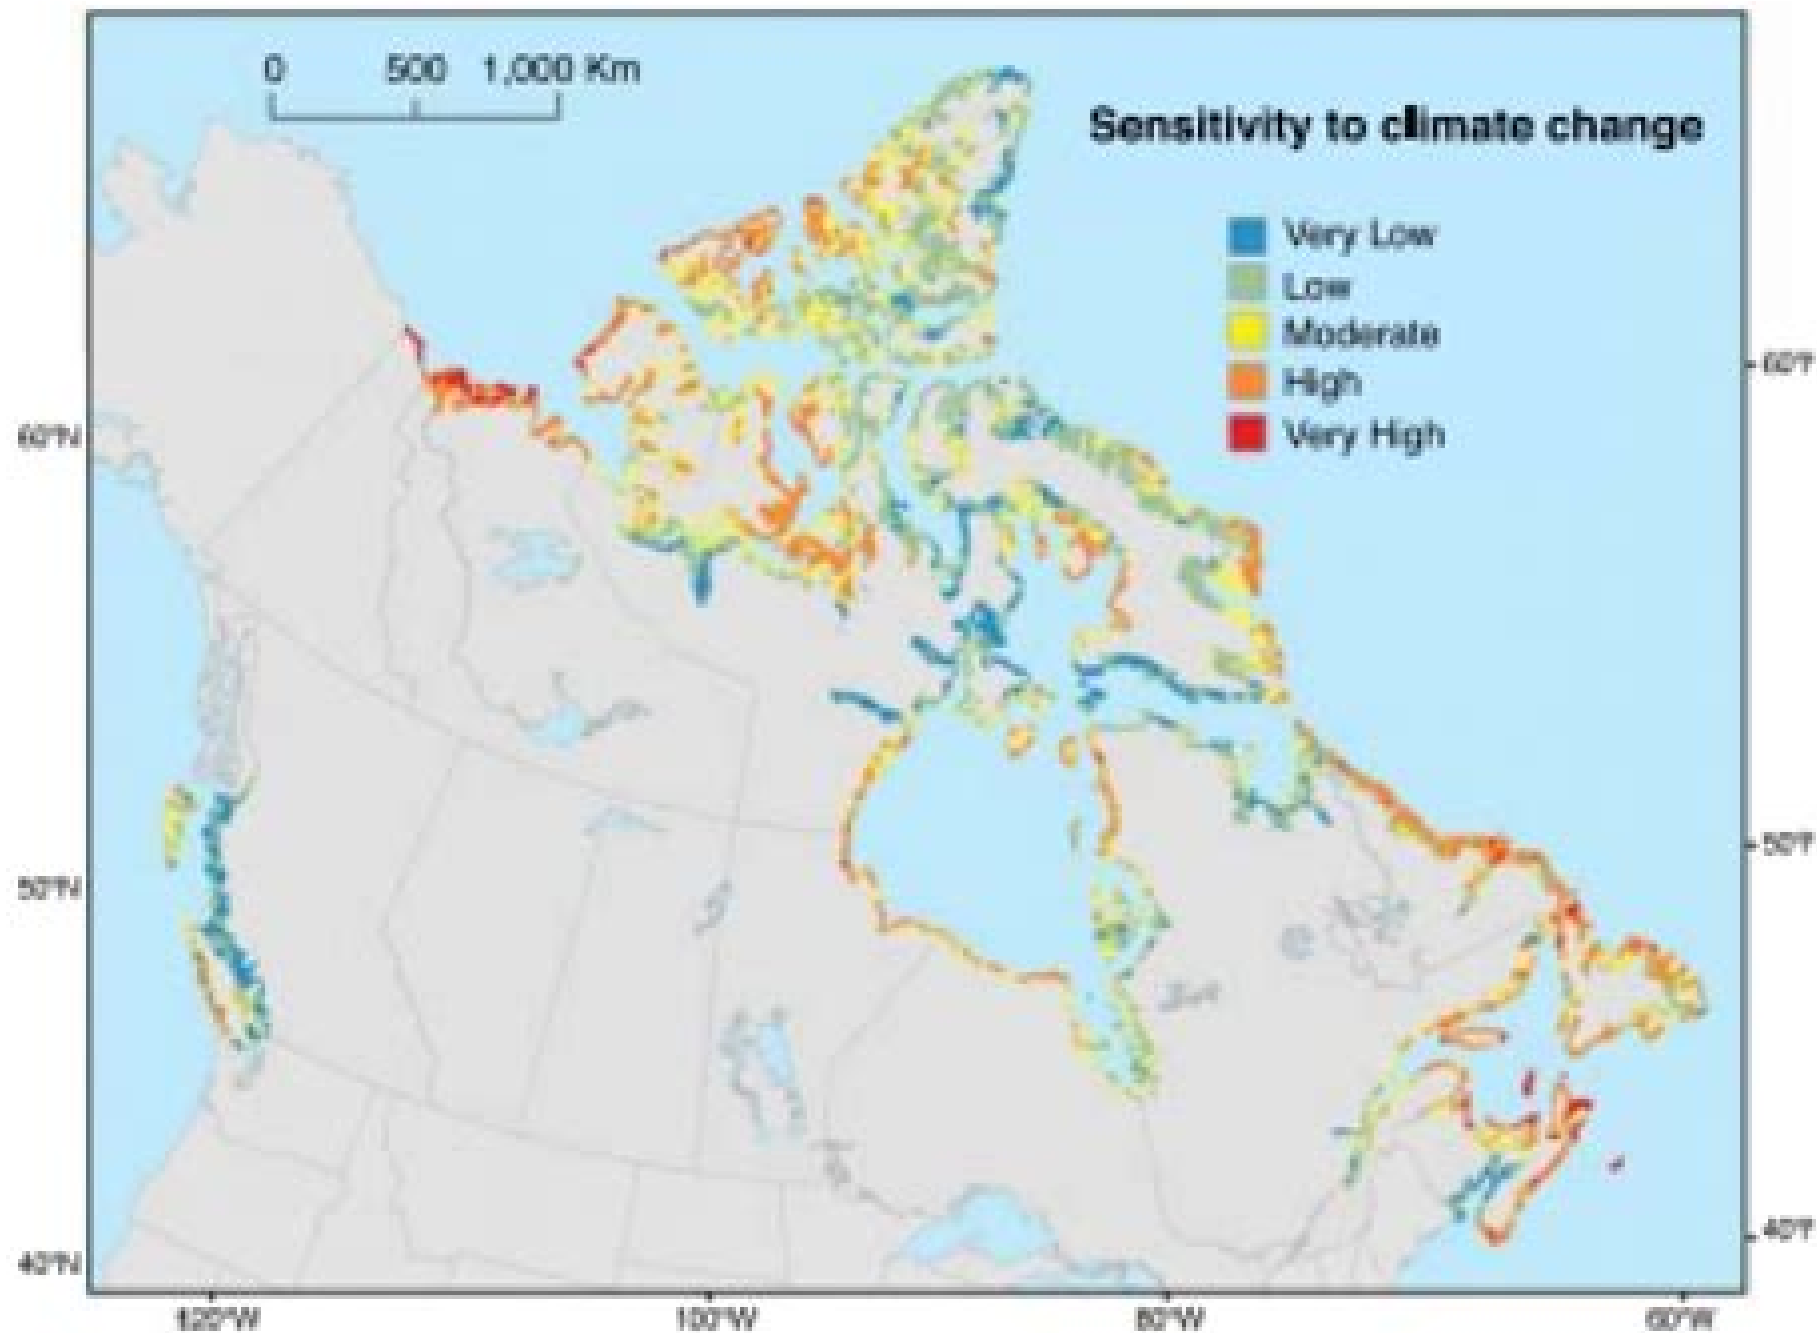 0 500 1,000 Km
Sensitivity to climate change
Very Low
Low
Moderate
High
Very High
60°N
50°N
40°N
120°W
100°W
80°W
60°W